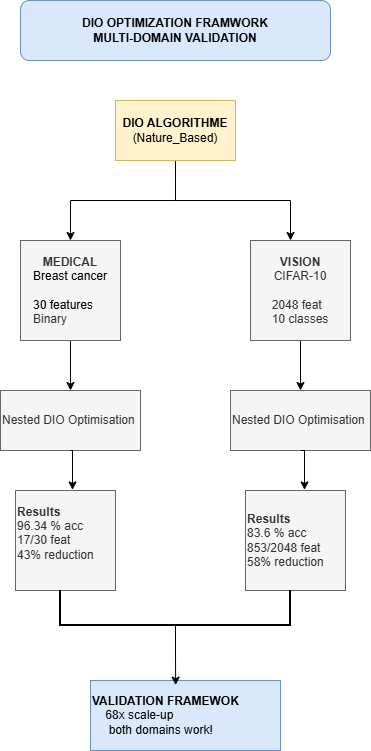 DIO OPTIMIZATION FRAMWORK
MULTI-DOMAIN VALIDATION
DIO ALGORITHME
(Nature_Based)
MEDICAL
Breast cancer
30 features
Binary
VISION
CIFAR-10
2048 feat
10 classes
Nested DIO Optimisation
Nested DIO Optimisation
Results
96.34 % acc
17/30 feat
43% reduction
Results
83.6 % acc
853/2048 feat
58% reduction
VALIDATION FRAMEWOK
68x scale-up
both domains work!